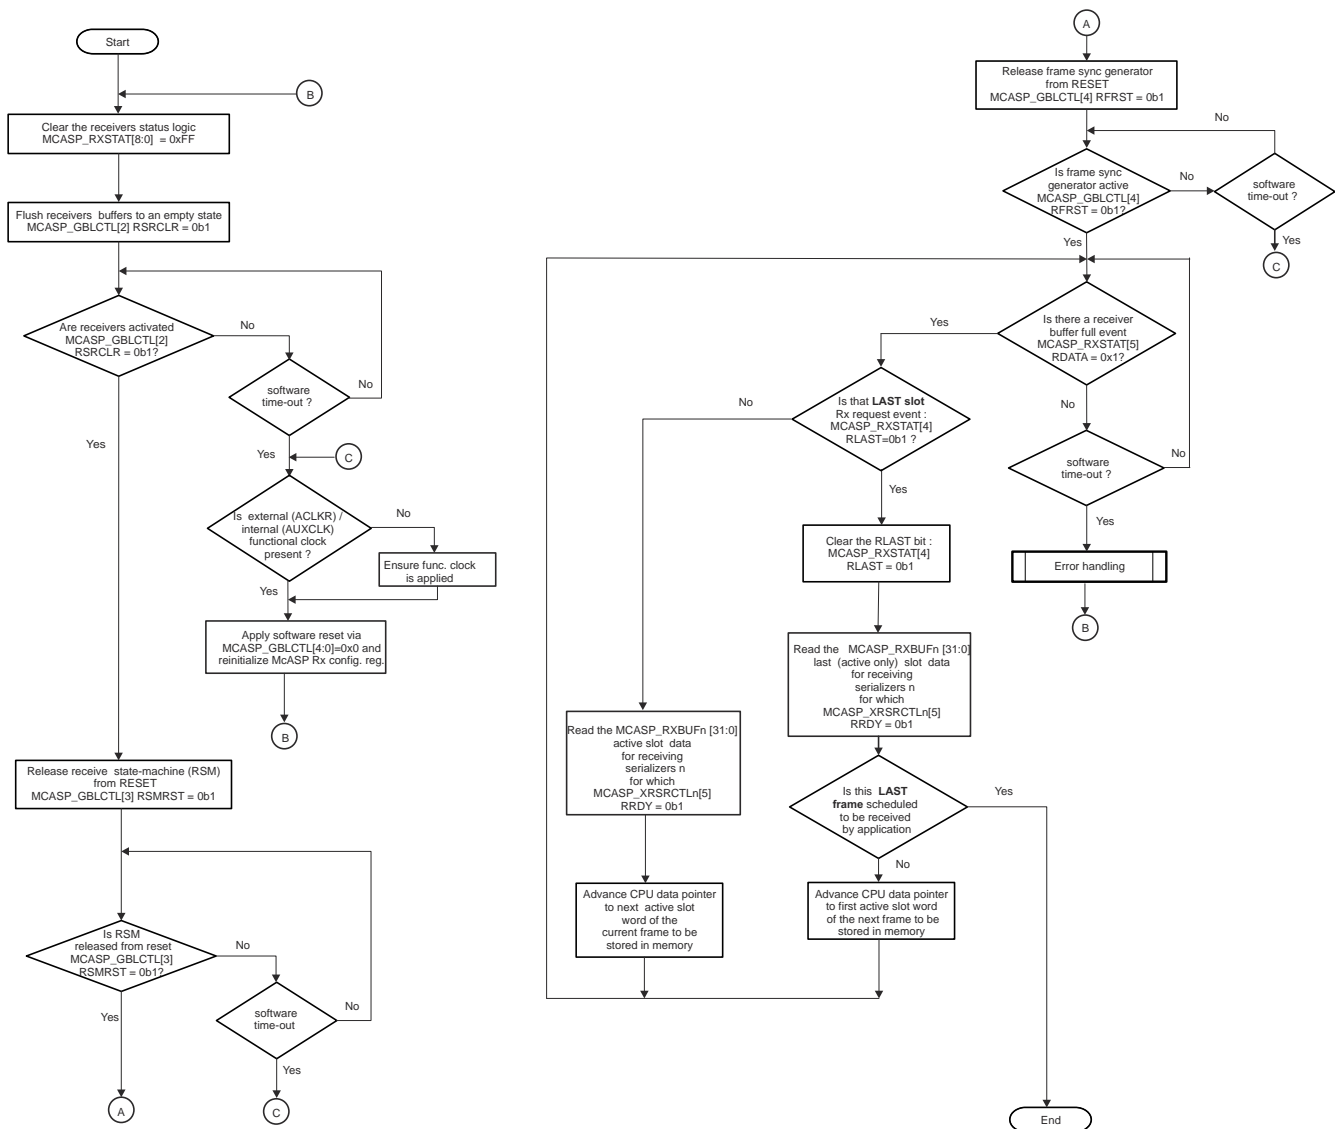 Start
B
Clear the receivers status logic
MCASP_RXSTAT[8:0] = 0xFF
Flush receivers buffers to an empty state
MCASP_GBLCTL[2] RSRCLR = 0b1
Are receivers activated
MCASP_GBLCTL[2]
RSRCLR = 0b1?
No
software
time-out ?
No
Yes
Yes
C
Is external (ACLKR) /
internal (AUXCLK)
functional clock
present ?
No
Ensure func. clock
is applied
Yes
Apply software reset via
MCASP_GBLCTL[4:0]=0x0 and
reinitialize McASP Rx config. reg.
B
Release receive state-machine (RSM)
from RESET
MCASP_GBLCTL[3] RSMRST = 0b1
Is RSM
released from reset
MCASP_GBLCTL[3]
RSMRST = 0b1?
No
software
time-out
No
Yes
Yes
A
C
A
Release frame sync generator
from RESET
MCASP_GBLCTL[4] RFRST = 0b1
No
Is frame sync
generator active
MCASP_GBLCTL[4]
RFRST = 0b1?
No
software
time-out ?
Yes
Yes
C
Is there a receiver
buffer full event
MCASP_RXSTAT[5]
RDATA = 0x1?
Yes
No
Is that LAST slot
Rx request event :
MCASP_RXSTAT[4]
RLAST=0b1 ?
No
Yes
software
time-out ?
No
Yes
Error handling
B
Clear the RLAST bit :
MCASP_RXSTAT[4]
RLAST = 0b1
Read the MCASP_RXBUFn [31:0]
last (active only) slot data
for receiving
serializers n
for which
MCASP_XRSRCTLn[5]
RRDY = 0b1
Read the MCASP_RXBUFn [31:0]
active slot data
for receiving
serializers n
for which
MCASP_XRSRCTLn[5]
RRDY = 0b1
Is this LAST
frame scheduled
to be received
by application
Yes
No
Advance CPU data pointer
to next active slot
word of the
current frame to be
stored in memory
Advance CPU data pointer
to first active slot word
of the next frame to be
stored in memory
End